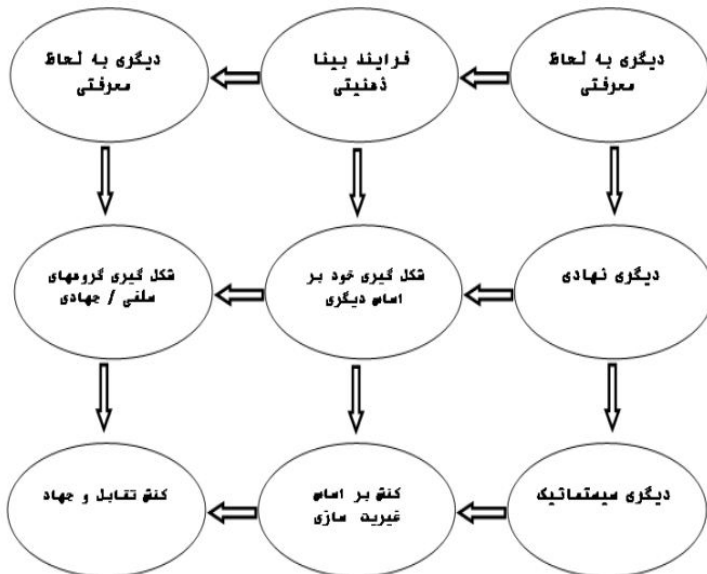 دیگری به لحاظ
معرفتی
فرایند بینا
ذهنیتی
دیگری به لحاظ
معرفتی
دیگری نهادی
شکل گیری خود بر
اساس دیگری
شکل گیری گروههای
سلفی / جهادی
دیگری سیستماتیک
کنش بر اساس
غیریت سازی
کنش تقابل و جهاد